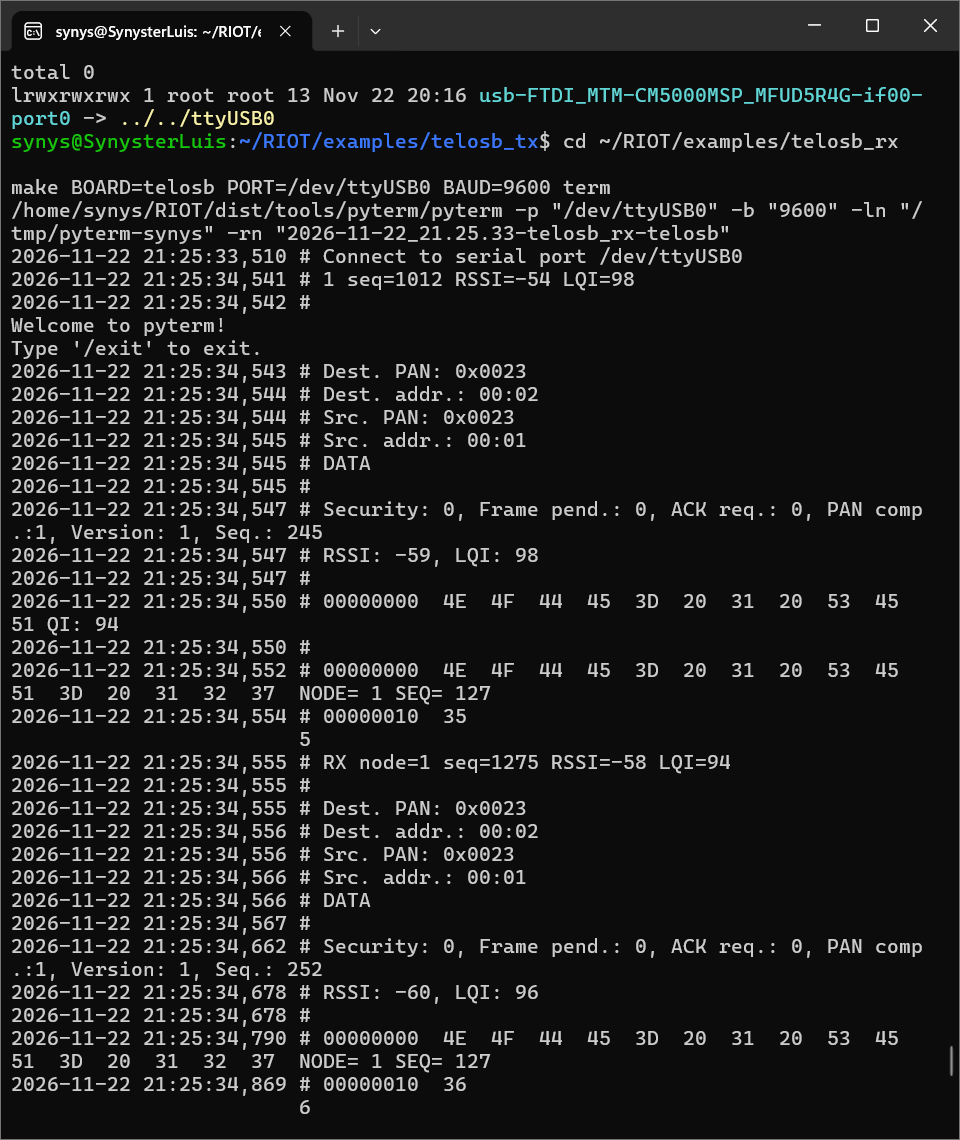 synys@SynysterLuis: ~/RIOT/e
total 0
lrwxrwxrwx 1 root root 13 Nov 22 20:16 usb-FTDI_MTM-CM5000MSP_MFUD5R4G-if00-
port0 -> ../../ttyUSB0
synys@SynysterLuis:~/RIOT/examples/telosb_tx$ cd ~/RIOT/examples/telosb_rx
make BOARD=telosb PORT=/dev/ttyUSB0 BAUD=9600 term
/home/synys/RIOT/dist/tools/pyterm/pyterm -p "/dev/ttyUSB0" -b "9600" -ln "/
tmp/pyterm-synys" -rn "2026-11-22_21.25.33-telosb_rx-telosb"
2026-11-22 21:25:33,510 # Connect to serial port /dev/ttyUSB0
2026-11-22 21:25:34,541 # 1 seq=1012 RSSI=-54 LQI=98
2026-11-22 21:25:34,542 #
Welcome to pyterm!
Type '/exit' to exit.
2026-11-22 21:25:34,543 # Dest. PAN: 0x0023
2026-11-22 21:25:34,544 # Dest. addr.: 00:02
2026-11-22 21:25:34,544 # Src. PAN: 0x0023
2026-11-22 21:25:34,545 # Src. addr.: 00:01
2026-11-22 21:25:34,545 # DATA
2026-11-22 21:25:34,545 #
2026-11-22 21:25:34,547 # Security: 0, Frame pend.: 0, ACK req.: 0, PAN comp
.:1, Version: 1, Seq.: 245
2026-11-22 21:25:34,547 # RSSI: -59, LQI: 98
2026-11-22 21:25:34,547 #
2026-11-22 21:25:34,550 # 00000000  4E  4F  44  45  3D  20  31  20  53  45
51 QI: 94
2026-11-22 21:25:34,550 #
2026-11-22 21:25:34,552 # 00000000  4E  4F  44  45  3D  20  31  20  53  45
51  3D  20  31  32  37  NODE= 1 SEQ= 127
2026-11-22 21:25:34,554 # 00000010  35
5
2026-11-22 21:25:34,555 # RX node=1 seq=1275 RSSI=-58 LQI=94
2026-11-22 21:25:34,555 #
2026-11-22 21:25:34,555 # Dest. PAN: 0x0023
2026-11-22 21:25:34,556 # Dest. addr.: 00:02
2026-11-22 21:25:34,556 # Src. PAN: 0x0023
2026-11-22 21:25:34,566 # Src. addr.: 00:01
2026-11-22 21:25:34,566 # DATA
2026-11-22 21:25:34,567 #
2026-11-22 21:25:34,662 # Security: 0, Frame pend.: 0, ACK req.: 0, PAN comp
.:1, Version: 1, Seq.: 252
2026-11-22 21:25:34,678 # RSSI: -60, LQI: 96
2026-11-22 21:25:34,678 #
2026-11-22 21:25:34,790 # 00000000  4E  4F  44  45  3D  20  31  20  53  45
51  3D  20  31  32  37  NODE= 1 SEQ= 127
2026-11-22 21:25:34,869 # 00000010  36
6